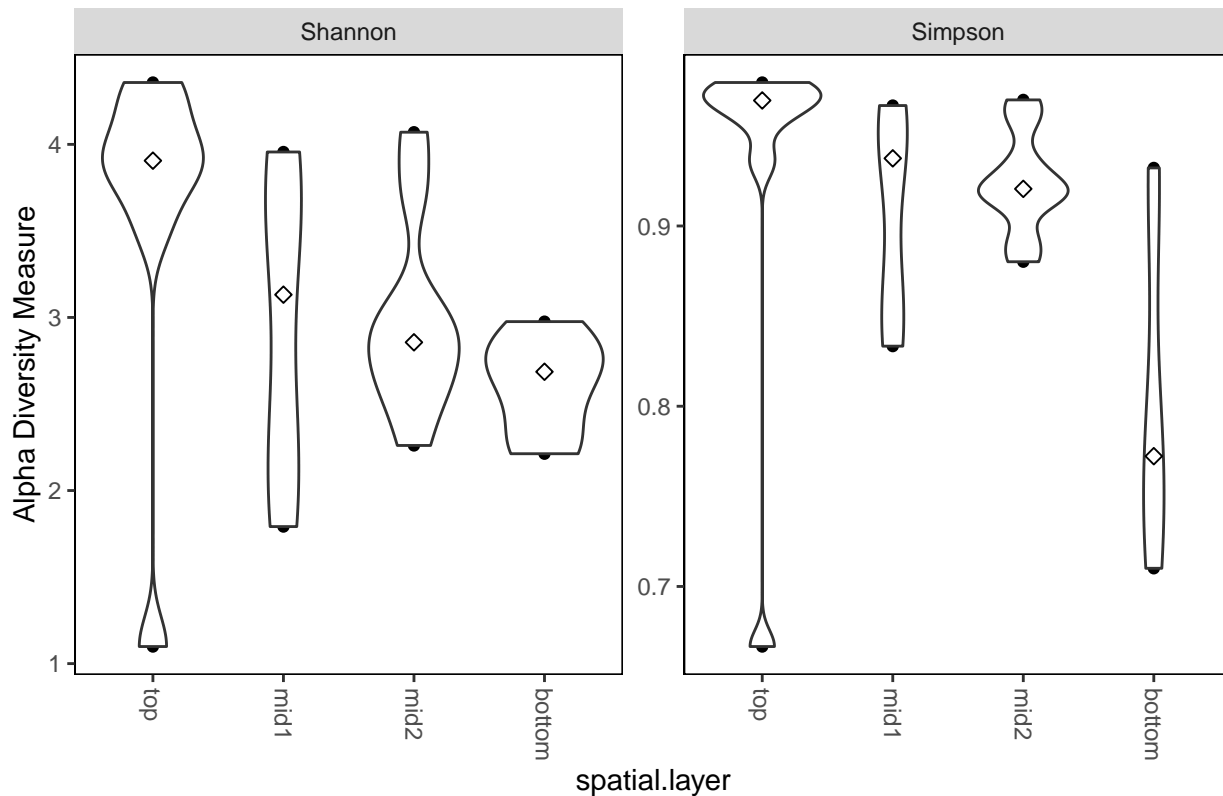 Shannon
Simpson
Alpha Diversity Measure
4
3
2
1
0.9
0.8
0.7
top
mid1
mid2
bottom
top
mid1
mid2
bottom
spatial.layer